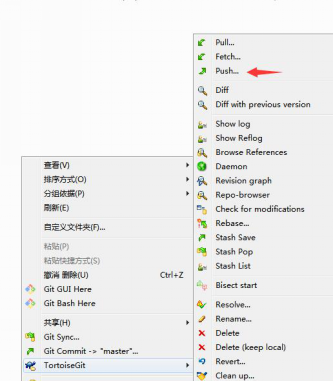 Pull...
Fetch...
Push...
Diff
Diff with previous version
Show log
Show Reflog
Browse References
Daemon
Revision graph
Repo-browser
Check for modifications
Rebase...
Stash Save
Stash Pop
Stash List
Bisect start
Resolve...
Rename...
Delete
Delete (keep local)
Revert...
Clean up...
查看(V)
排序方式(O)
分组依据(P)
刷新(E)
自定义文件夹(F)...
粘贴(P)
粘贴快捷方式(S)
撤消 删除(U) Ctrl+Z
Git GUI Here
Git Bash Here
共享(H)
Git Sync...
Git Commit -> "master"...
TortoiseGit